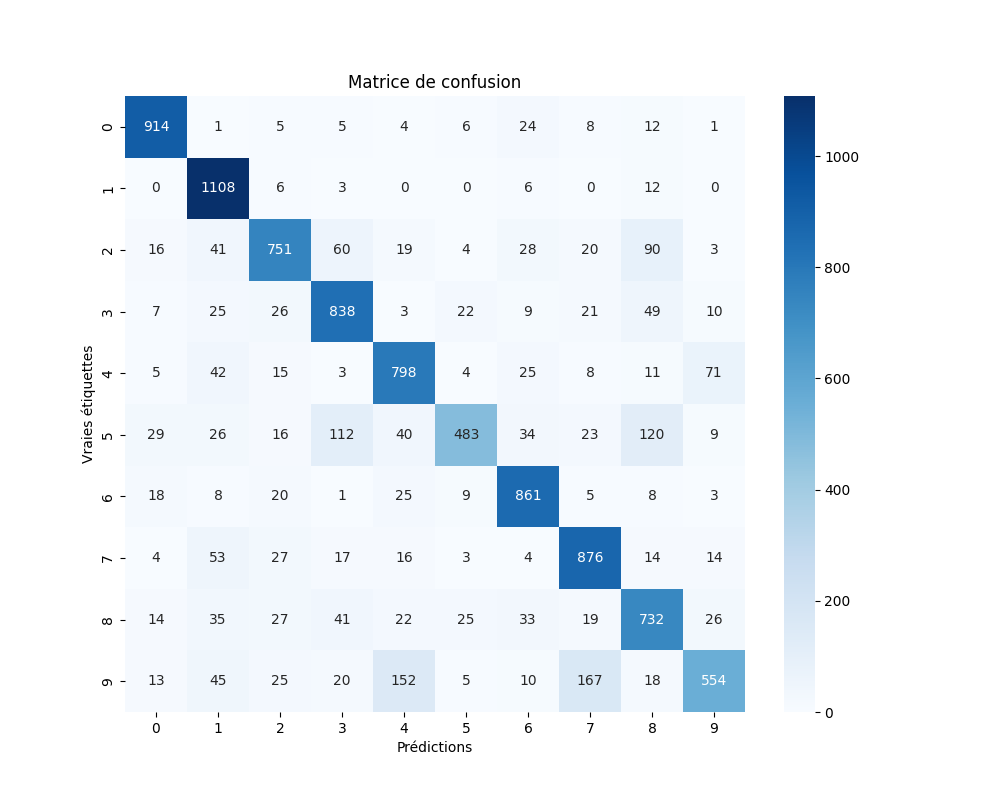 Matrice de confusion
0 914 1 5 5 4 6 24 8 12 1
1 0 1108 6 3 0 0 6 0 12 0
2 16 41 751 60 19 4 28 20 90 3
3 7 25 26 838 3 22 9 21 49 10
4 5 42 15 3 798 4 25 8 11 71
5 29 26 16 112 40 483 34 23 120 9
6 18 8 20 1 25 9 861 5 8 3
7 4 53 27 17 16 3 4 876 14 14
8 14 35 27 41 22 25 33 19 732 26
9 13 45 25 20 152 5 10 167 18 554
0 1 2 3 4 5 6 7 8 9
Prédictions
Vraies étiquettes
1000
800
600
400
200
0